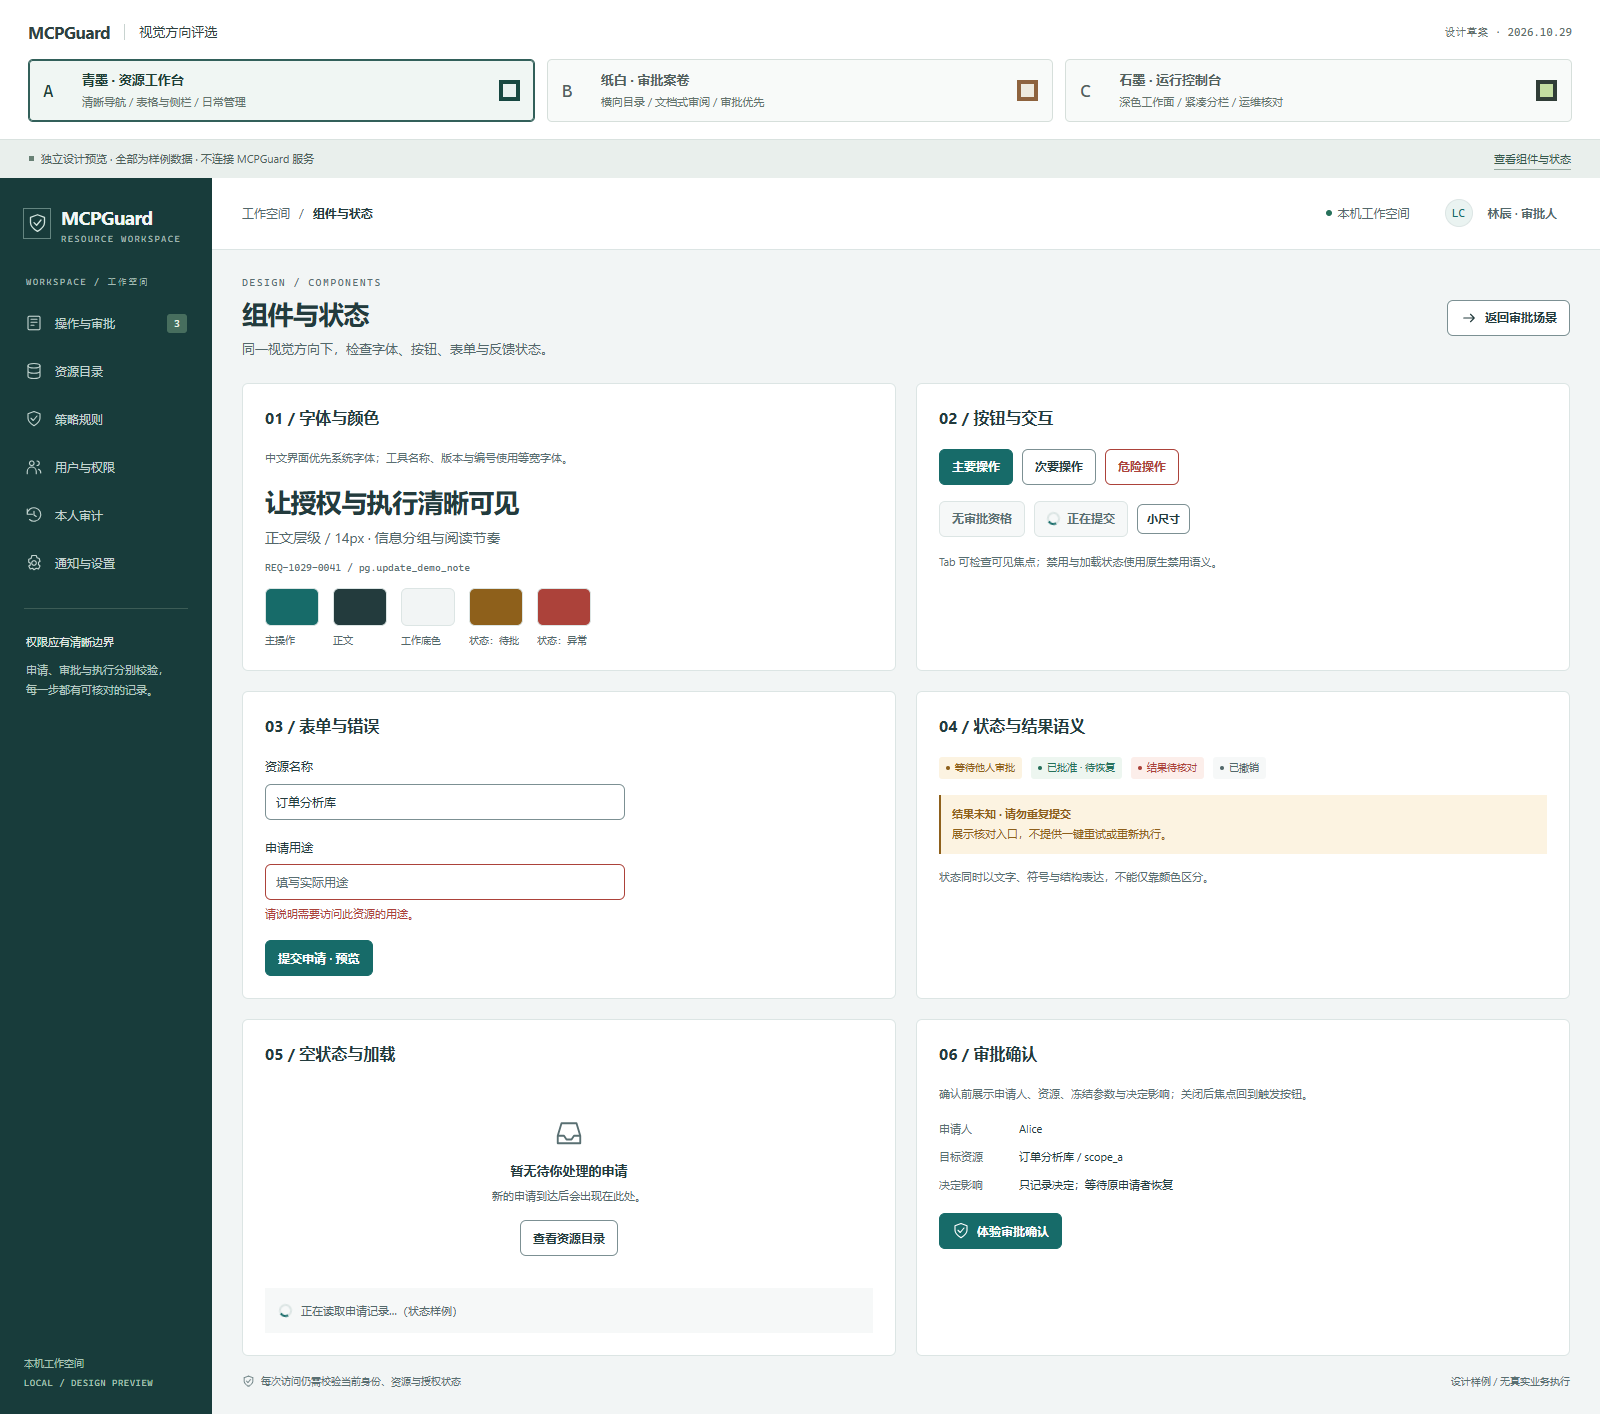 MCPGuard
视觉方向评选
设计草案 · 2026.10.29
A
青墨 · 资源工作台
清晰导航 / 表格与侧栏 / 日常管理
B
纸白 · 审批案卷
横向目录 / 文档式审阅 / 审批优先
C
石墨 · 运行控制台
深色工作面 / 紧凑分栏 / 运维核对
独立设计预览 · 全部为样例数据 · 不连接 MCPGuard 服务
查看组件与状态
MCPGuard
RESOURCE WORKSPACE
WORKSPACE / 工作空间
操作与审批
3
资源目录
策略规则
用户与权限
本人审计
通知与设置
权限应有清晰边界
申请、审批与执行分别校验，
每一步都有可核对的记录。
本机工作空间
LOCAL / DESIGN PREVIEW
工作空间 / 组件与状态
本机工作空间
LC
林辰 · 审批人
DESIGN / COMPONENTS
组件与状态
同一视觉方向下，检查字体、按钮、表单与反馈状态。
返回审批场景
01 / 字体与颜色
中文界面优先系统字体；工具名称、版本与编号使用等宽字体。
让授权与执行清晰可见
正文层级 / 14px · 信息分组与阅读节奏
REQ-1029-0041 / pg.update_demo_note
主操作
正文
工作底色
状态：待批
状态：异常
02 / 按钮与交互
主要操作
次要操作
危险操作
无审批资格
正在提交
小尺寸
Tab 可检查可见焦点；禁用与加载状态使用原生禁用语义。
03 / 表单与错误
资源名称
订单分析库
申请用途
填写实际用途
请说明需要访问此资源的用途。
提交申请 · 预览
04 / 状态与结果语义
等待他人审批
已批准 · 待恢复
结果待核对
已撤销
结果未知 · 请勿重复提交
展示核对入口，不提供一键重试或重新执行。
状态同时以文字、符号与结构表达，不能仅靠颜色区分。
05 / 空状态与加载
暂无待你处理的申请
新的申请到达后会出现在此处。
查看资源目录
正在读取申请记录…（状态样例）
06 / 审批确认
确认前展示申请人、资源、冻结参数与决定影响；关闭后焦点回到触发按钮。
申请人
Alice
目标资源
订单分析库 / scope_a
决定影响
只记录决定；等待原申请者恢复
体验审批确认
每次访问仍需校验当前身份、资源与授权状态
设计样例 / 无真实业务执行